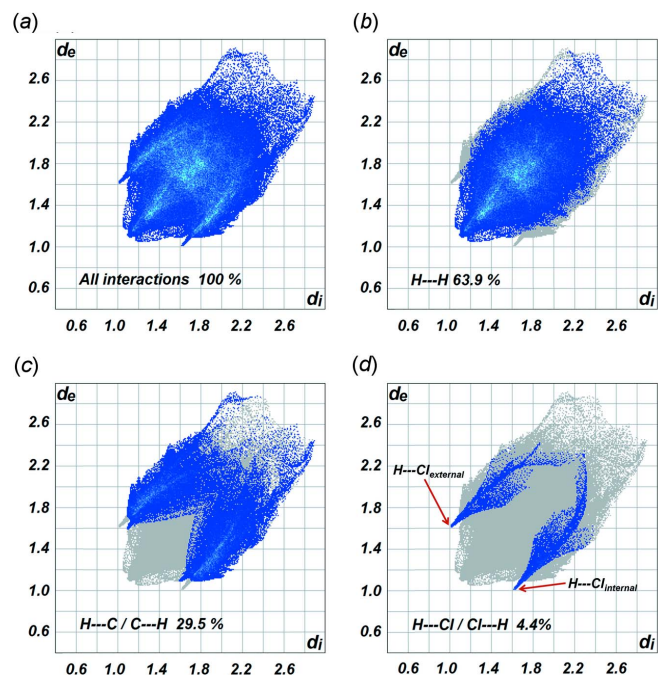 (a)
(b)
de
2.6
2.2
1.8
1.4
1.0
0.6
All interactions 100 %
di
0.6 1.0 1.4 1.8 2.2 2.6
de
2.6
2.2
1.8
1.4
1.0
0.6
H---H 63.9 %
di
0.6 1.0 1.4 1.8 2.2 2.6
(c)
(d)
de
2.6
2.2
1.8
1.4
1.0
0.6
H---C / C---H 29.5 %
di
0.6 1.0 1.4 1.8 2.2 2.6
de
2.6
2.2
1.8
1.4
1.0
0.6
H---Clexternal
H---Clinternal
H---Cl / Cl---H 4.4%
di
0.6 1.0 1.4 1.8 2.2 2.6